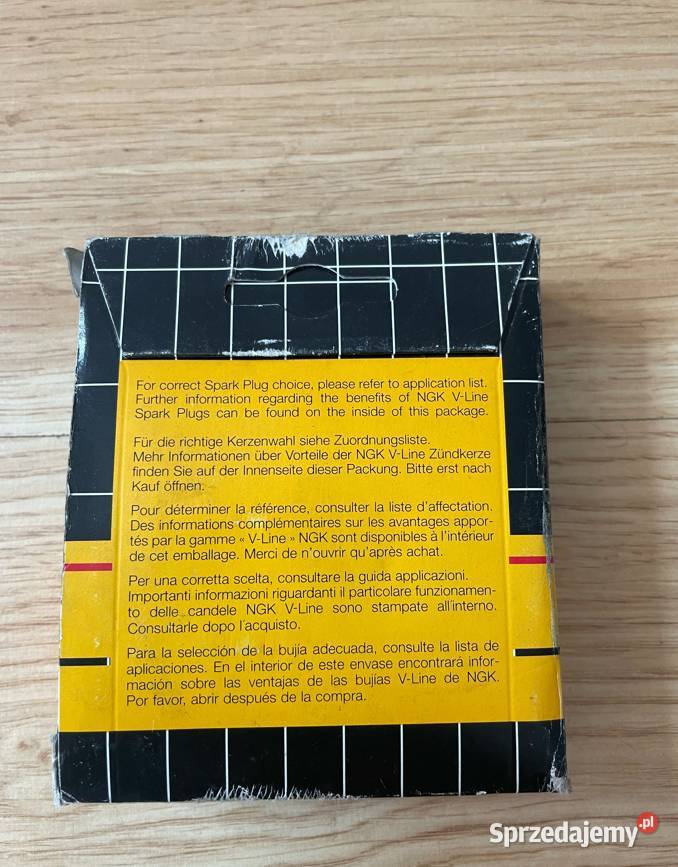 For correct Spark Plug choice, please refer to application list.
Further information regarding the benefits of NGK V-Line
Spark Plugs can be found on the inside of this package.
Für die richtige Kerzenwahl siehe Zuordnungsliste.
Mehr Informationen über Vorteile der NGK V-Line Zündkerze
finden Sie auf der Innenseite dieser Packung. Bitte erst nach
Kauf öffnen.
Pour déterminer la référence, consulter la liste d'affectation.
Des informations complémentaires sur les avantages appor-
tés par la gamme « V-Line » NGK sont disponibles à l'intérieur
de cet emballage. Merci de n'ouvrir qu'après achat.
Per una corretta scelta, consultare la guida applicazioni.
Importanti informazioni riguardanti il particolare funzionamen-
to delle candele NGK V-Line sono stampate all'interno.
Consultarle dopo l'acquisto.
Para la selección de la bujía adecuada, consulte la lista de
aplicaciones. En el interior de este envase encontrará infor-
mación sobre las ventajas de las bujías V-Line de NGK.
Por favor, abrir después de la compra.
Sprzedajemy.pl